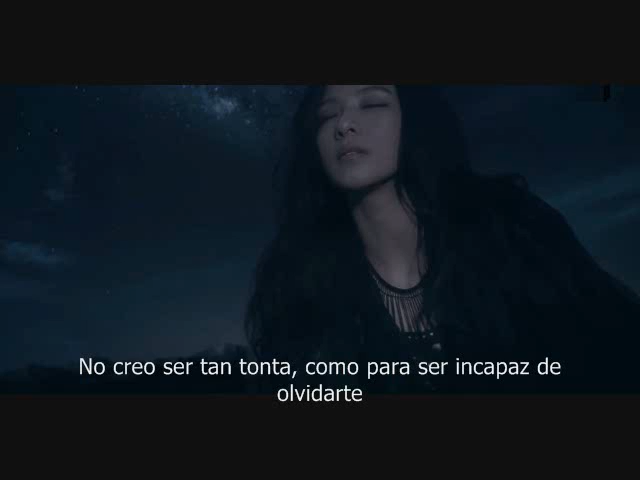 No creo ser tan tonta, como para ser incapaz de
olvidarte